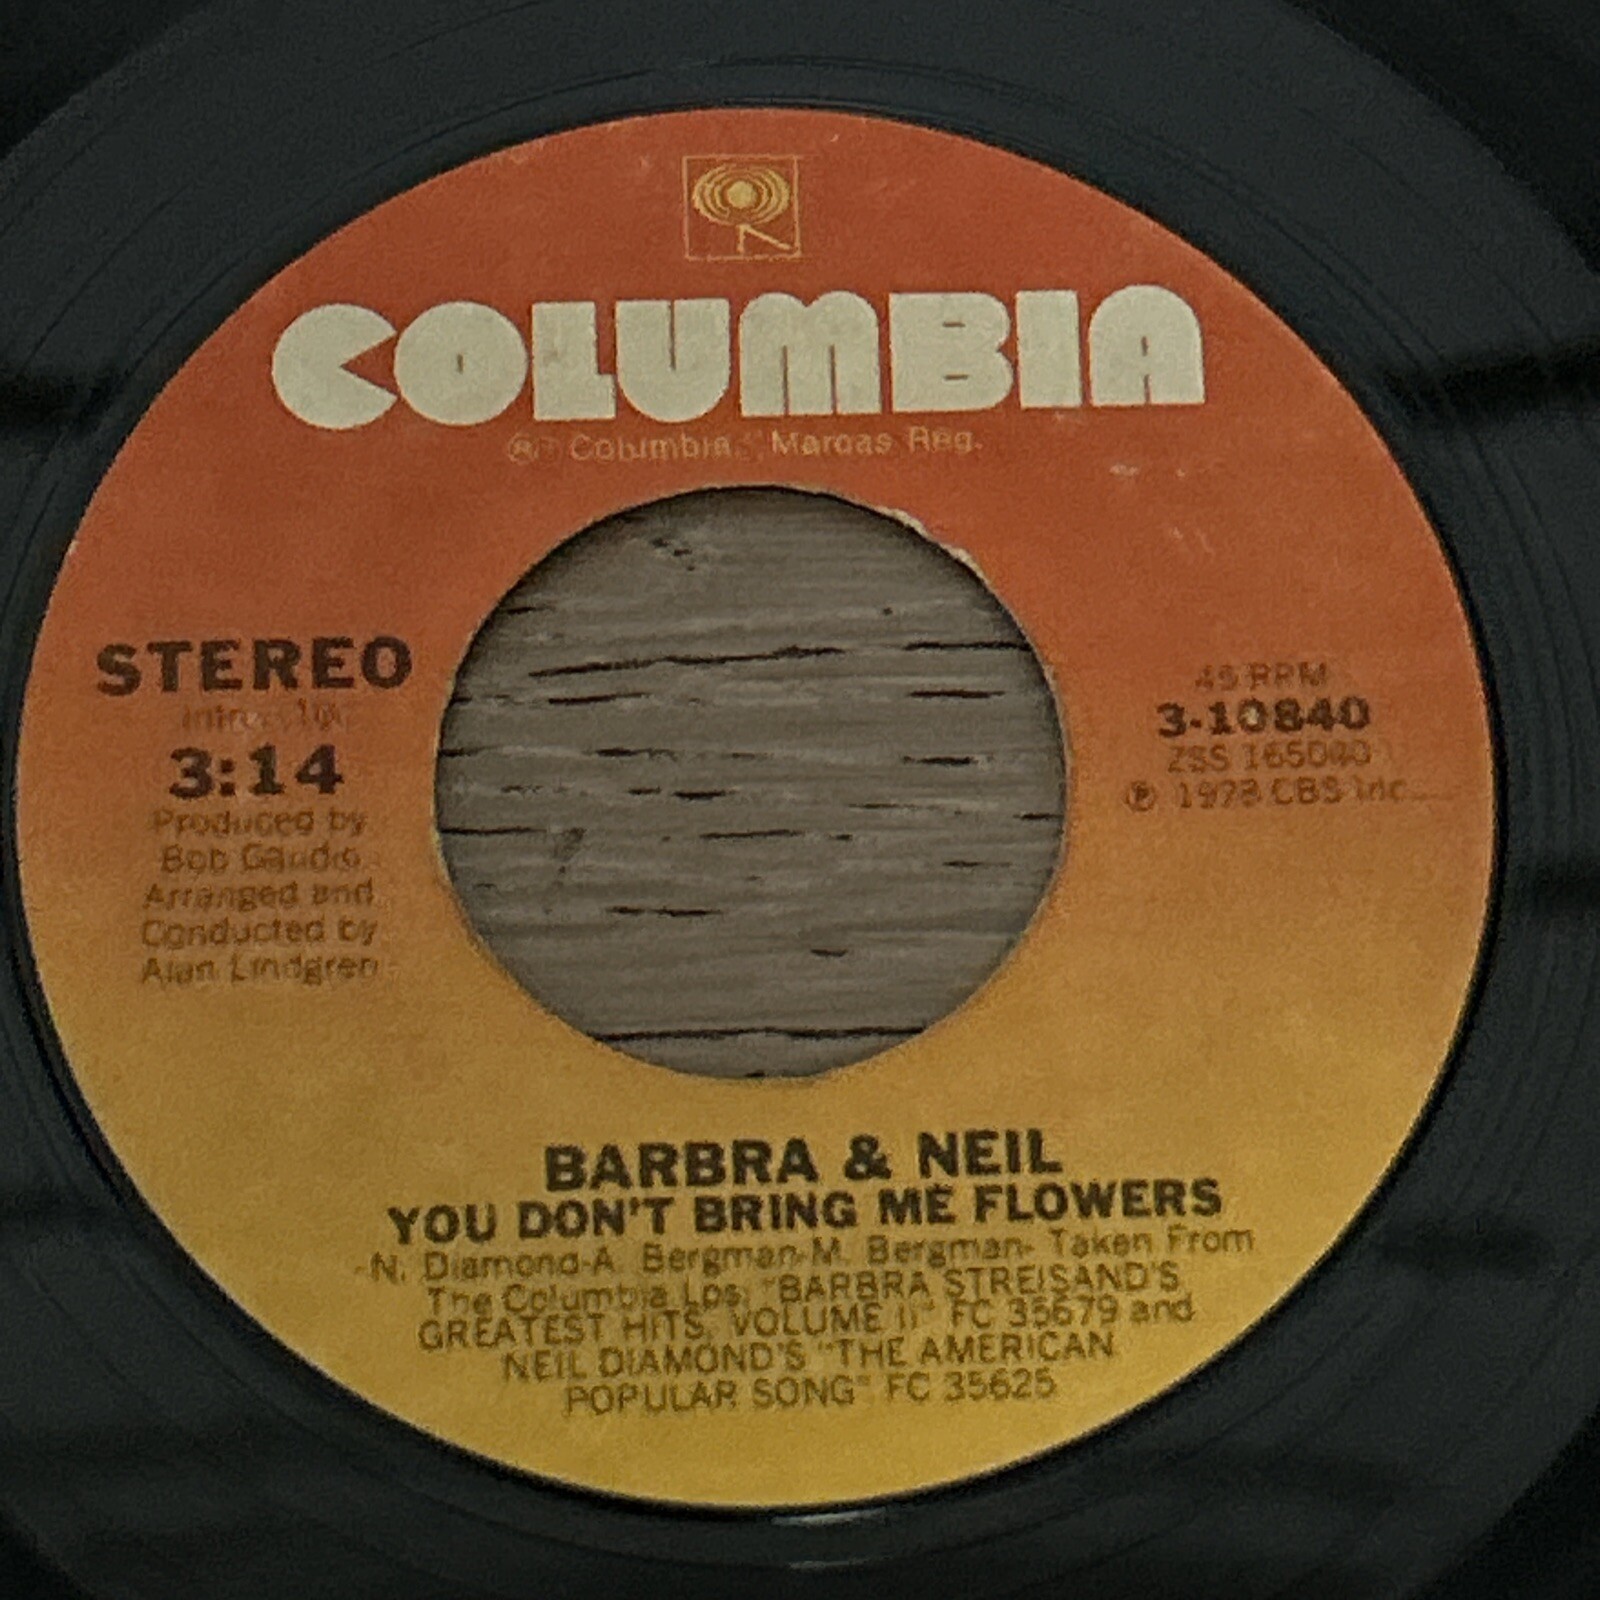 COLUMBIA
® "Columbia," Marcas Reg.
STEREO
3:14
Produced by
Bob Gaudio
Arranged and
Conducted by
Alan Lindgren
45 RPM
3-10840
ZSS
℗ 1978 CBS Inc.
BARBRA & NEIL
YOU DON'T BRING ME FLOWERS
-N. Diamond-A. Bergman-M. Bergman- Taken From
The Columbia Lps: "BARBRA STREISAND'S
GREATEST HITS, VOLUME II" FC 35679 and
NEIL DIAMOND'S "THE AMERICAN
POPULAR SONG" FC 35625